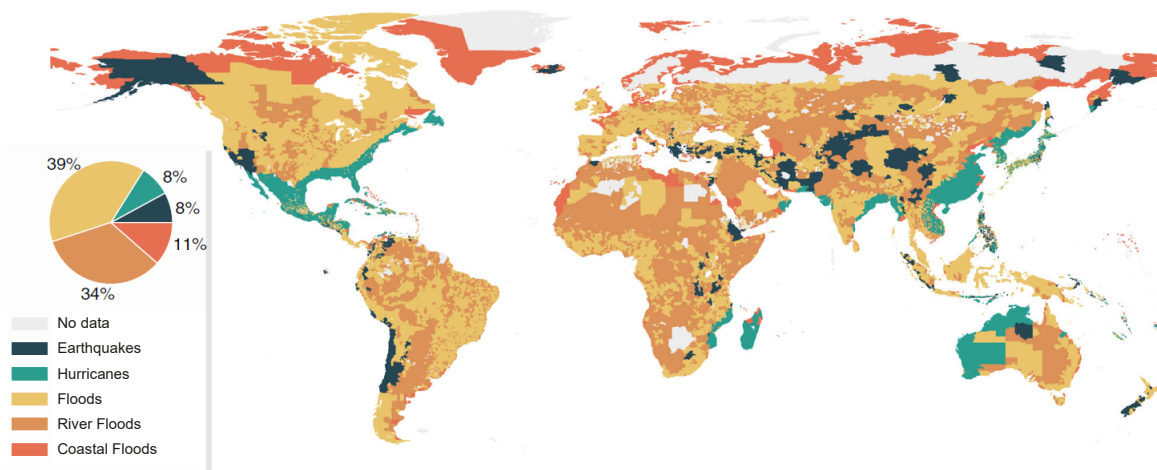 39%
8%
8%
11%
34%
No data
Earthquakes
Hurricanes
Floods
River Floods
Coastal Floods